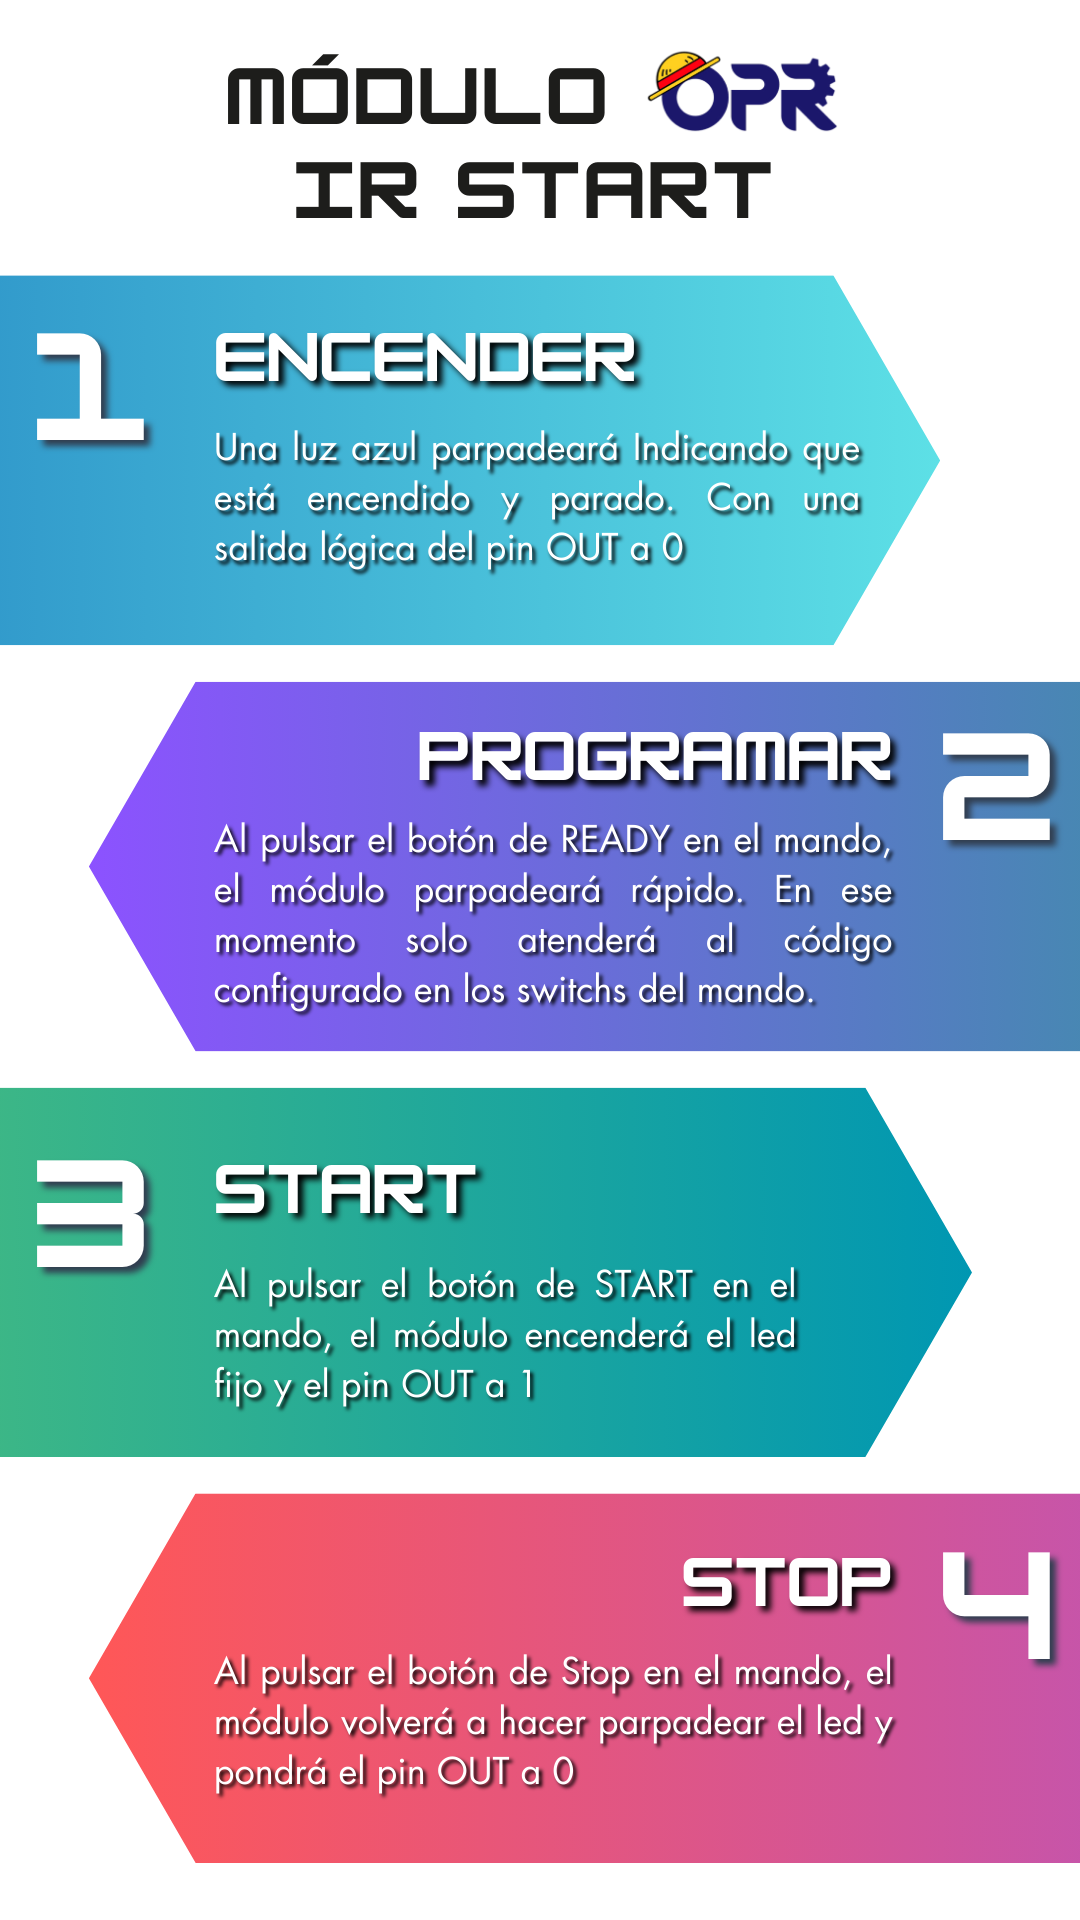 MÓDULO OPR
IR START
1
ENCENDER
Una luz azul parpadeará Indicando que
está encendido y parado. Con una
salida lógica del pin OUT a 0
PROGRAMAR
2
Al pulsar el botón de READY en el mando,
el módulo parpadeará rápido. En ese
momento solo atenderá al código
configurado en los switchs del mando.
3
START
Al pulsar el botón de START en el
mando, el módulo encenderá el led
fijo y el pin OUT a 1
STOP
4
Al pulsar el botón de Stop en el mando, el
módulo volverá a hacer parpadear el led y
pondrá el pin OUT a 0